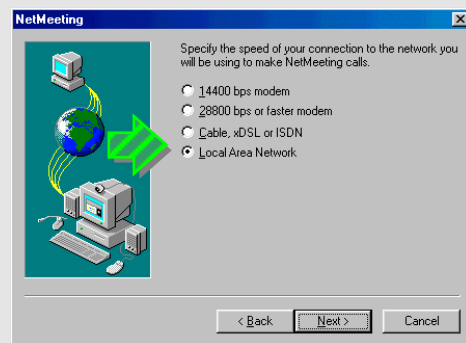 NetMeeting
Specify the speed of your connection to the network you
will be using to make NetMeeting calls.
14400 bps modem
28800 bps or faster modem
Cable, xDSL or ISDN
Local Area Network
< Back
Next >
Cancel